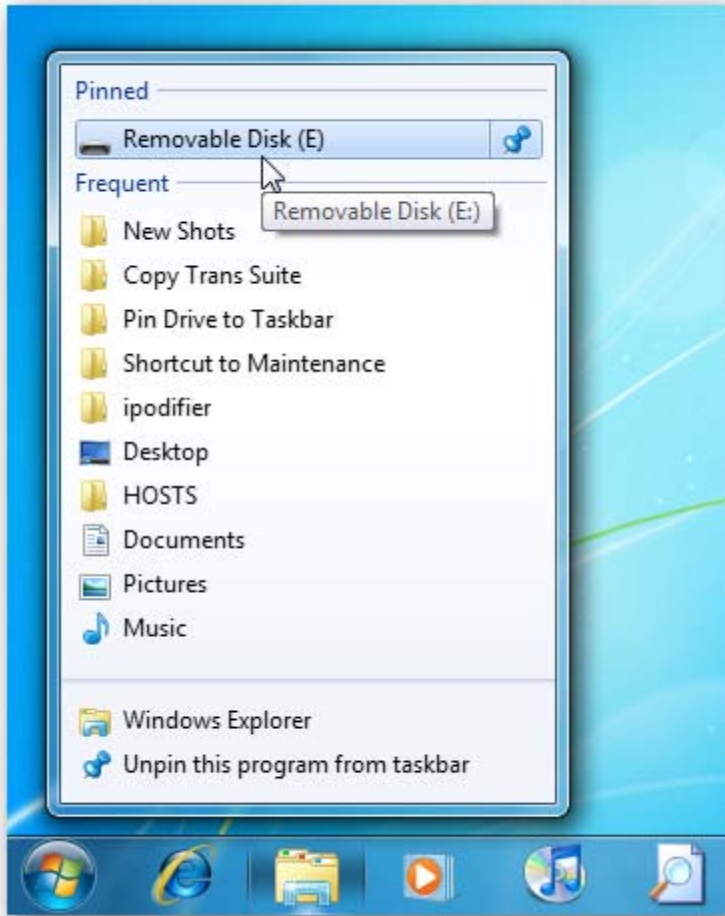 Pinned
Removable Disk (E)
Frequent
Removable Disk (E:)
New Shots
Copy Trans Suite
Pin Drive to Taskbar
Shortcut to Maintenance
ipodifier
Desktop
HOSTS
Documents
Pictures
Music
Windows Explorer
Unpin this program from taskbar